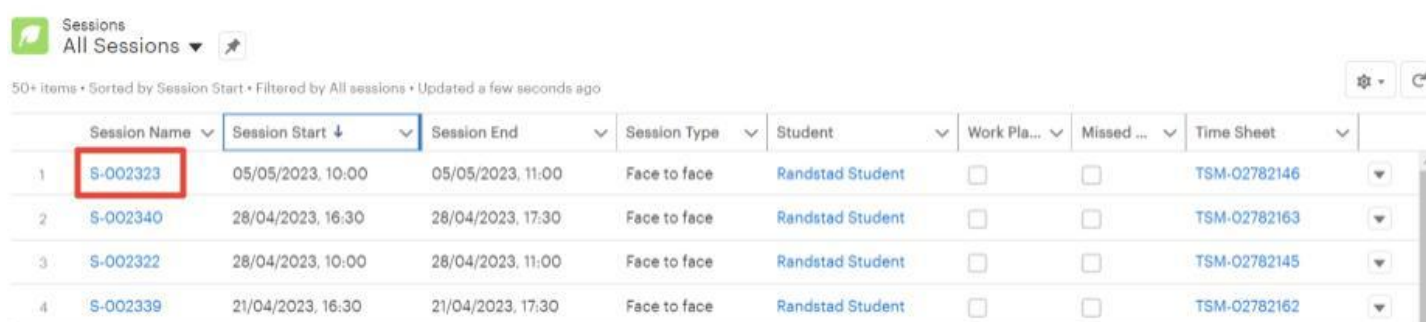 Sessions
All Sessions
50+ items • Sorted by Session Start • Filtered by All sessions • Updated a few seconds ago
Session Name Session Start Session End Session Type Student Work Pla... Missed ... Time Sheet
1 S-002323 05/05/2023, 10:00 05/05/2023, 11:00 Face to face Randstad Student TSM-02782146
2 S-002340 28/04/2023, 16:30 28/04/2023, 17:30 Face to face Randstad Student TSM-02782163
3 S-002322 28/04/2023, 10:00 28/04/2023, 11:00 Face to face Randstad Student TSM-02782145
4 S-002339 21/04/2023, 16:30 21/04/2023, 17:30 Face to face Randstad Student TSM-02782162